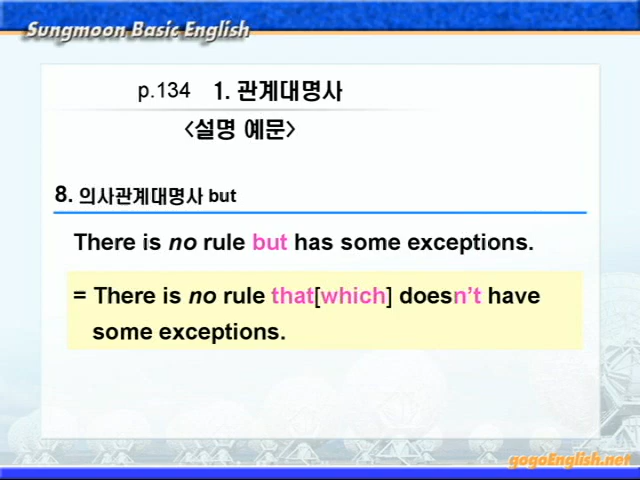 Sungmoon Basic English
p.134 1. 관계대명사
<설명 예문>
8. 의사관계대명사 but
There is no rule but has some exceptions.
= There is no rule that[which] doesn't have
some exceptions.
gogoEnglish.net